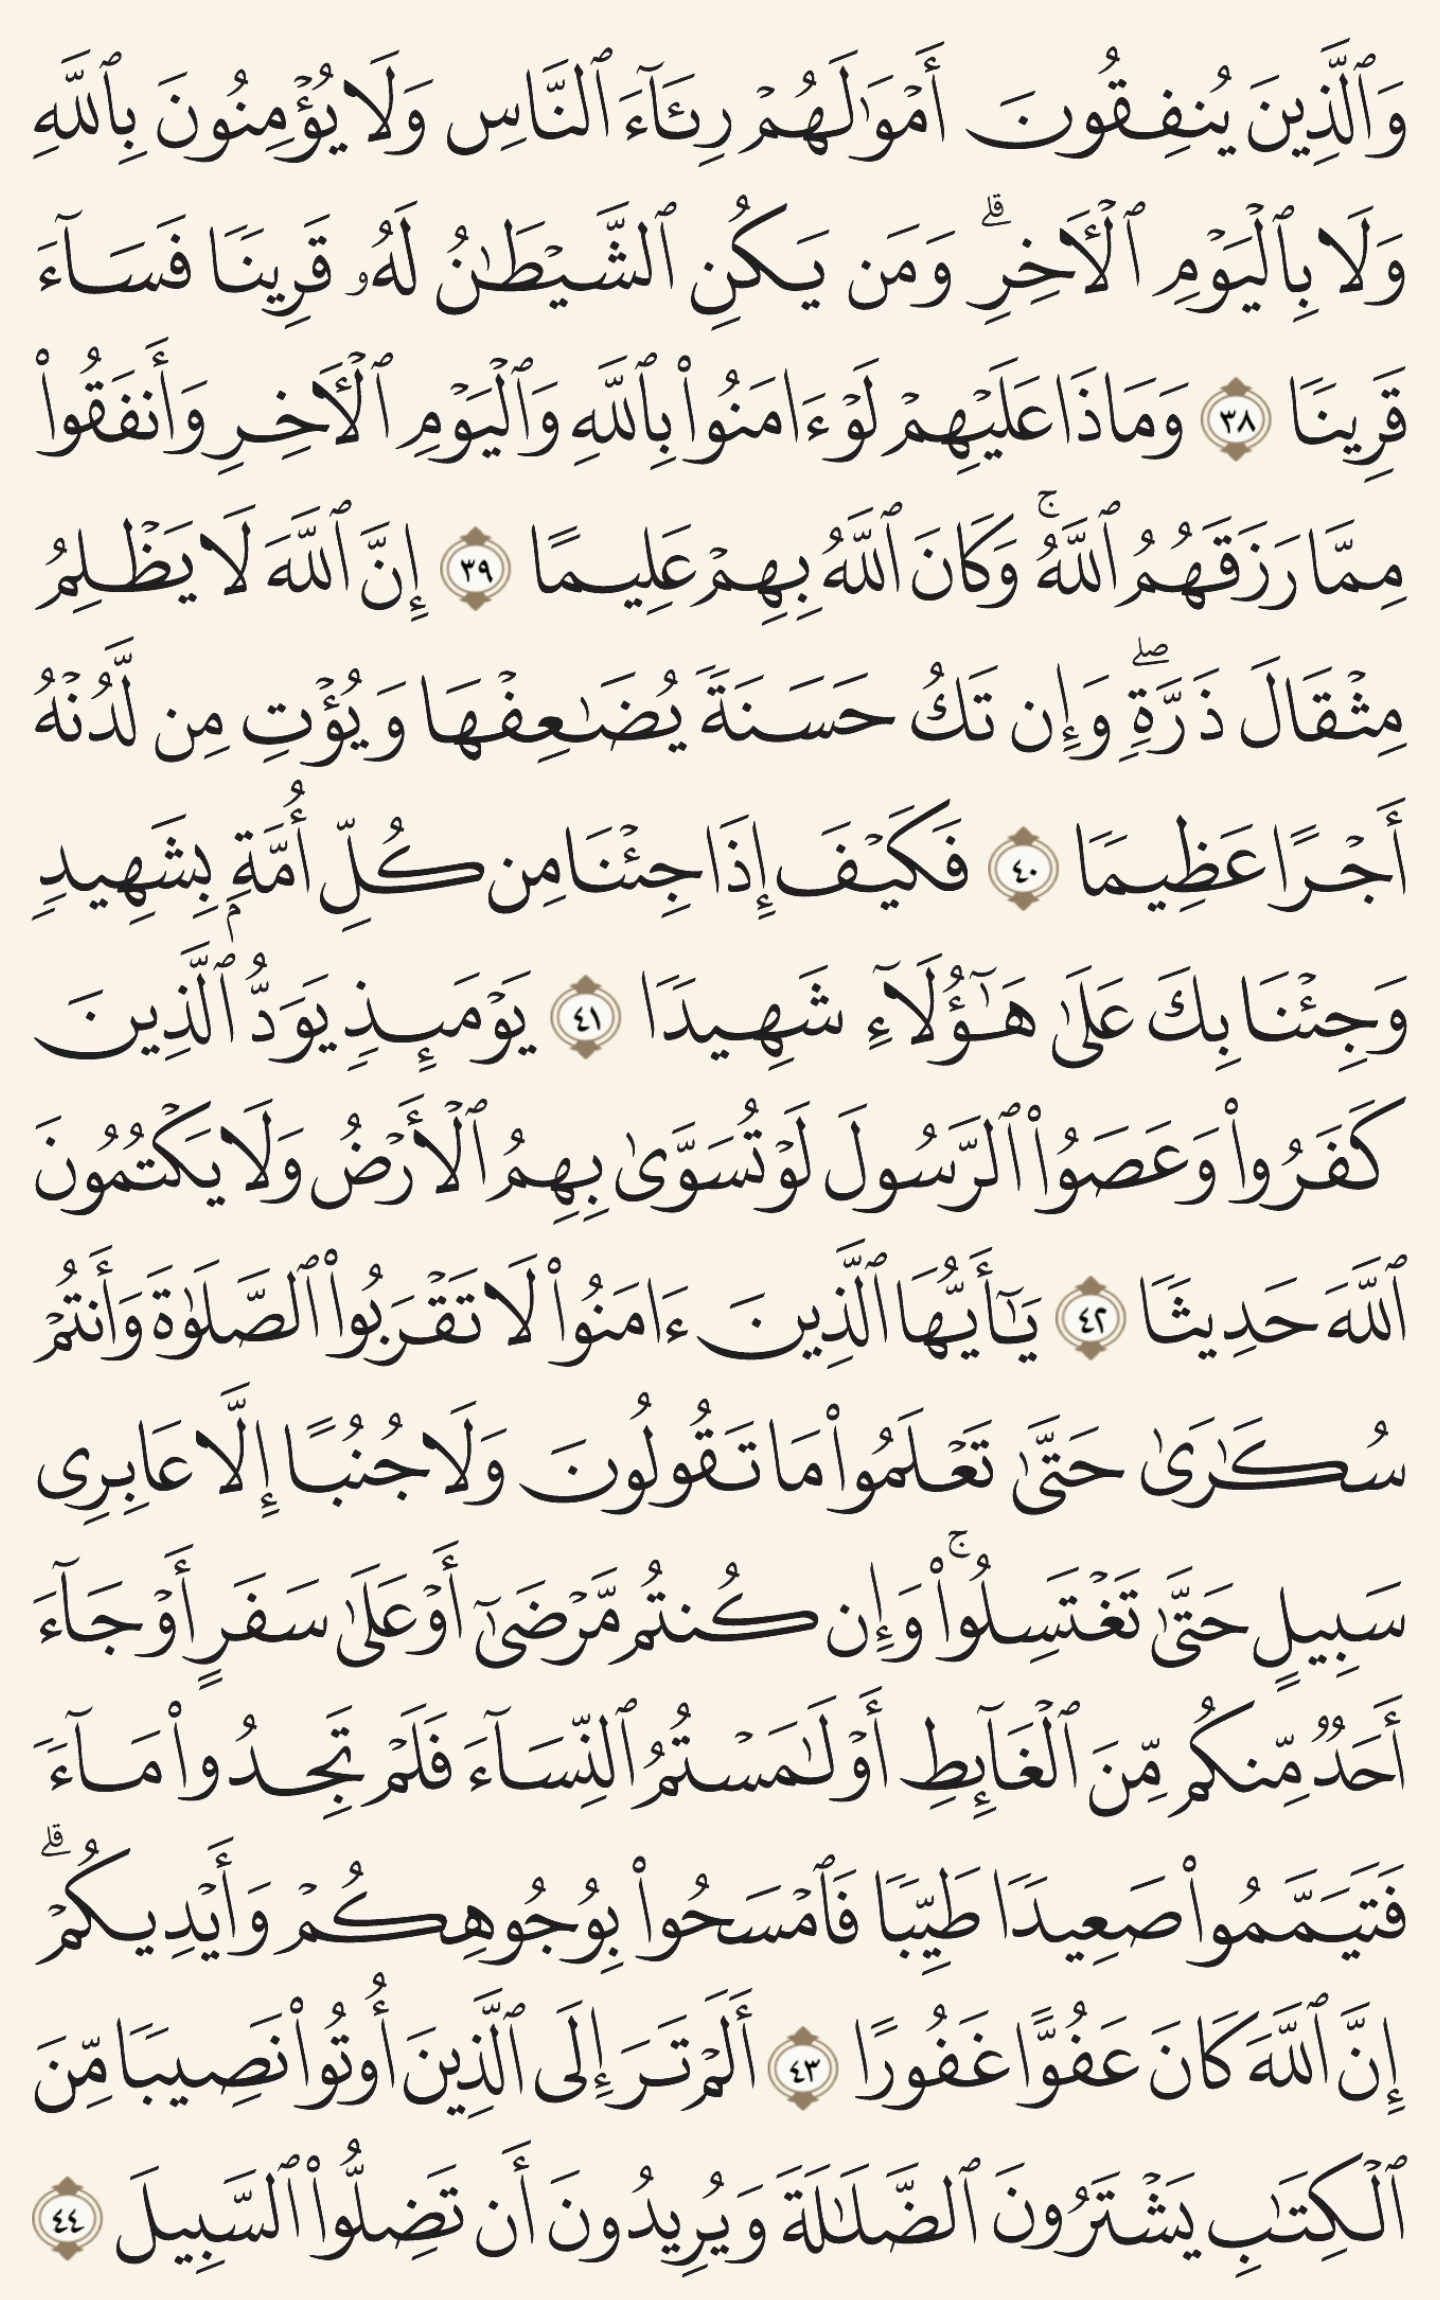 وَٱلَّذِينَ يُنفِقُونَ أَمْوَٰلَهُمْ رِئَآءَ ٱلنَّاسِ وَلَا يُؤْمِنُونَ بِٱللَّهِ
وَلَا بِٱلْيَوْمِ ٱلْـَٔاخِرِ ۗ وَمَن يَكُنِ ٱلشَّيْطَـٰنُ لَهُۥ قَرِينًا فَسَآءَ
قَرِينًا ٣٨ وَمَاذَا عَلَيْهِمْ لَوْ ءَامَنُوا۟ بِٱللَّهِ وَٱلْيَوْمِ ٱلْـَٔاخِرِ وَأَنفَقُوا۟
مِمَّا رَزَقَهُمُ ٱللَّهُ ۚ وَكَانَ ٱللَّهُ بِهِمْ عَلِيمًا ٣٩ إِنَّ ٱللَّهَ لَا يَظْلِمُ
مِثْقَالَ ذَرَّةٍ ۖ وَإِن تَكُ حَسَنَةً يُضَـٰعِفْهَا وَيُؤْتِ مِن لَّدُنْهُ
أَجْرًا عَظِيمًا ٤٠ فَكَيْفَ إِذَا جِئْنَا مِن كُلِّ أُمَّةٍۭ بِشَهِيدٍ
وَجِئْنَا بِكَ عَلَىٰ هَـٰٓؤُلَآءِ شَهِيدًا ٤١ يَوْمَئِذٍ يَوَدُّ ٱلَّذِينَ
كَفَرُوا۟ وَعَصَوُا۟ ٱلرَّسُولَ لَوْ تُسَوَّىٰ بِهِمُ ٱلْأَرْضُ وَلَا يَكْتُمُونَ
ٱللَّهَ حَدِيثًا ٤٢ يَـٰٓأَيُّهَا ٱلَّذِينَ ءَامَنُوا۟ لَا تَقْرَبُوا۟ ٱلصَّلَوٰةَ وَأَنتُمْ
سُكَـٰرَىٰ حَتَّىٰ تَعْلَمُوا۟ مَا تَقُولُونَ وَلَا جُنُبًا إِلَّا عَابِرِى
سَبِيلٍ حَتَّىٰ تَغْتَسِلُوا۟ ۚ وَإِن كُنتُم مَّرْضَىٰٓ أَوْ عَلَىٰ سَفَرٍ أَوْ جَآءَ
أَحَدٌ مِّنكُم مِّنَ ٱلْغَآئِطِ أَوْ لَـٰمَسْتُمُ ٱلنِّسَآءَ فَلَمْ تَجِدُوا۟ مَآءً
فَتَيَمَّمُوا۟ صَعِيدًا طَيِّبًا فَٱمْسَحُوا۟ بِوُجُوهِكُمْ وَأَيْدِيكُمْ ۗ
إِنَّ ٱللَّهَ كَانَ عَفُوًّا غَفُورًا ٤٣ أَلَمْ تَرَ إِلَى ٱلَّذِينَ أُوتُوا۟ نَصِيبًا مِّنَ
ٱلْكِتَـٰبِ يَشْتَرُونَ ٱلضَّلَـٰلَةَ وَيُرِيدُونَ أَن تَضِلُّوا۟ ٱلسَّبِيلَ ٤٤